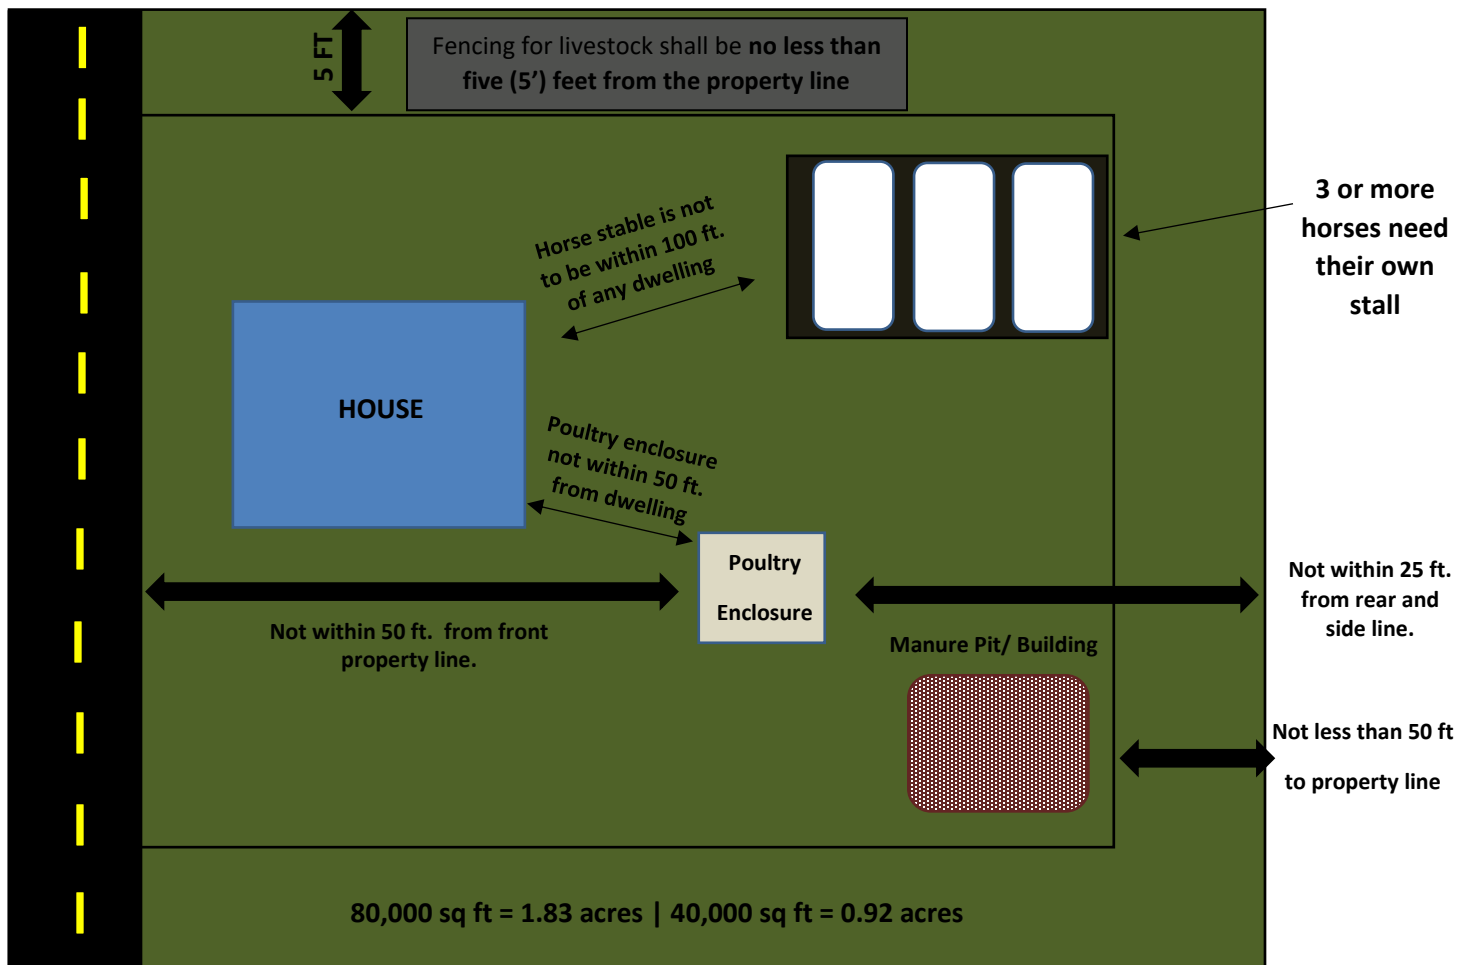 5 FT
Fencing for livestock shall be no less than
five (5’) feet from the property line
3 or more
horses need
their own
stall
Horse stable is not
to be within 100 ft.
of any dwelling
HOUSE
Poultry enclosure
not within 50 ft.
from dwelling
Poultry
Enclosure
Not within 50 ft.  from front
property line.
Not within 25 ft.
from rear and
side line.
Manure Pit/ Building
Not less than 50 ft
to property line
80,000 sq ft = 1.83 acres | 40,000 sq ft = 0.92 acres